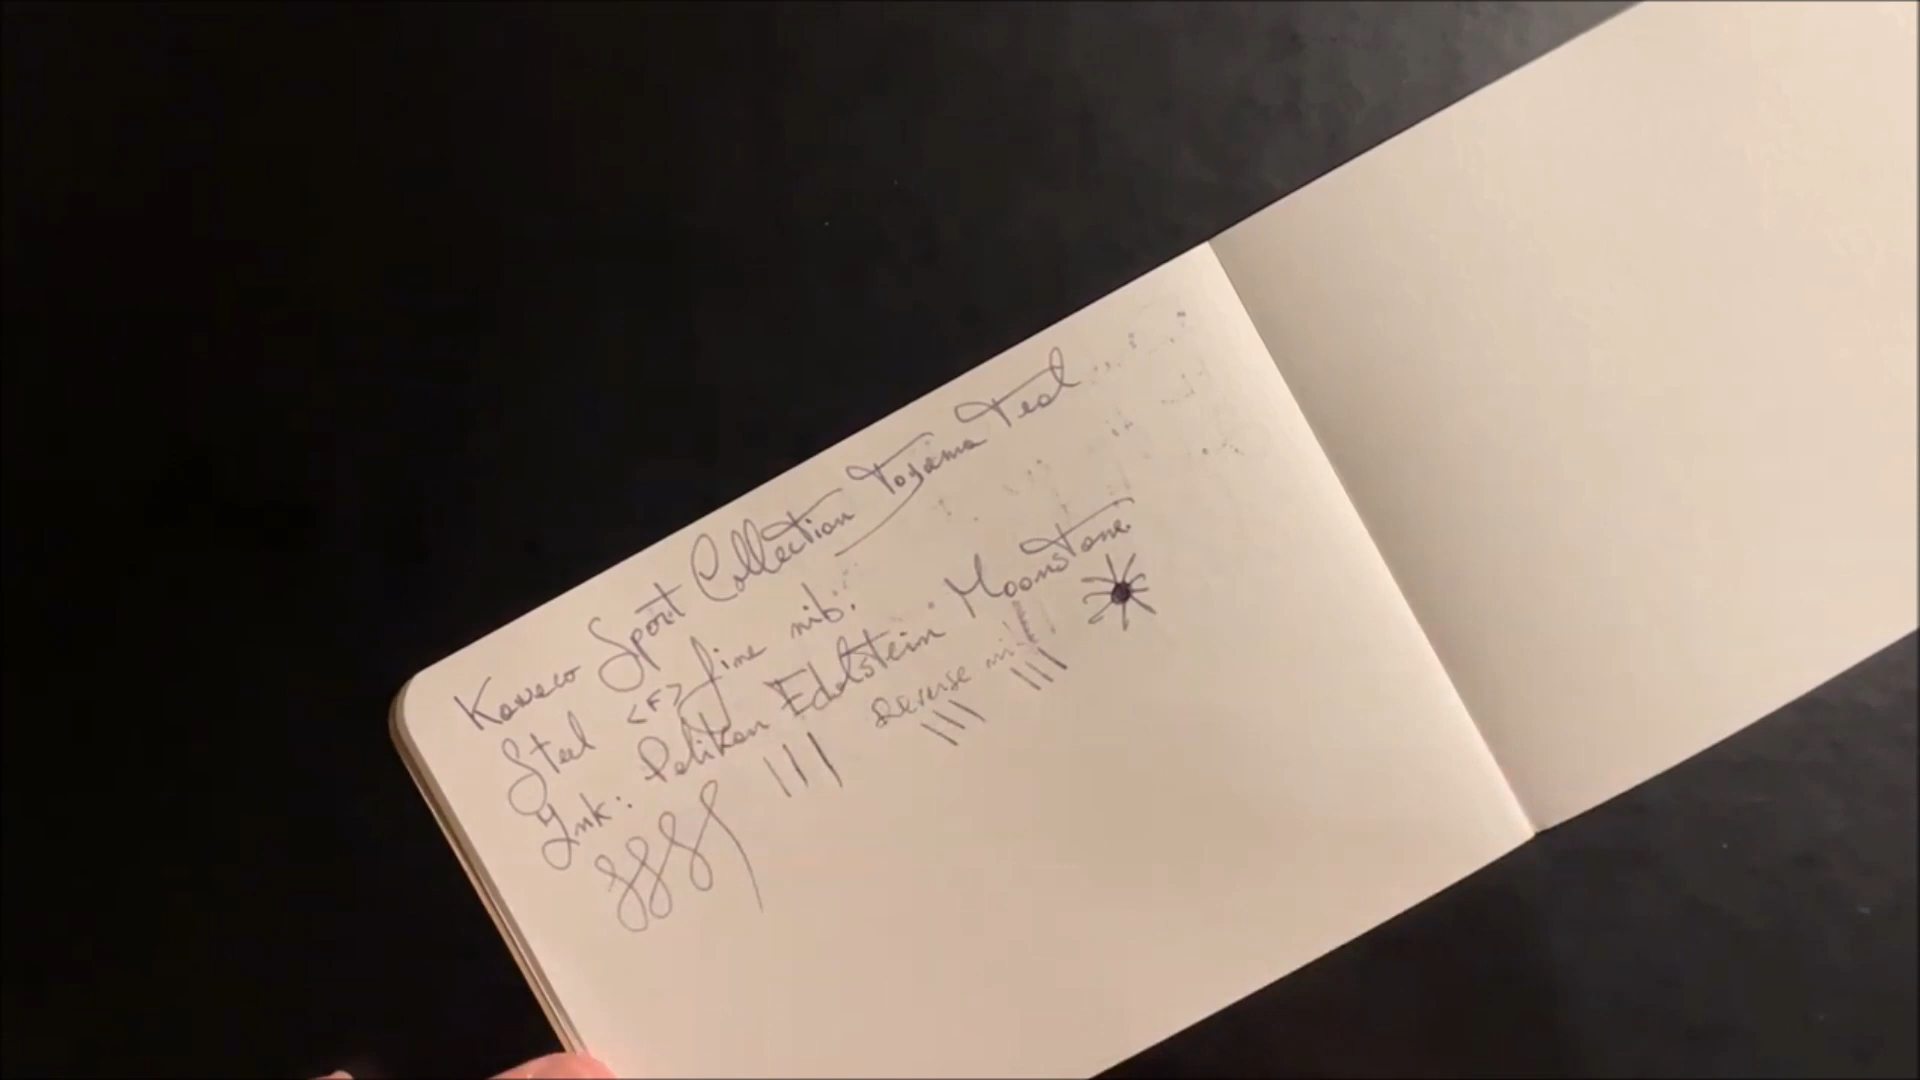 Kaweco Sport Collection Toyama Teal
Steel <F> fine nib.
Ink: Pelikan Edelstein Moonstone
reverse nib